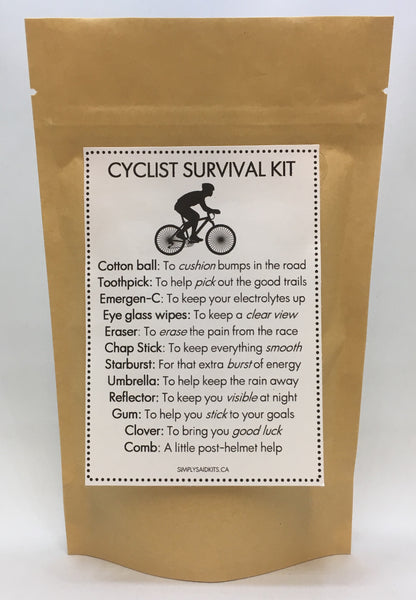 CYCLIST SURVIVAL KIT
Cotton ball: To cushion bumps in the road
Toothpick: To help pick out the good trails
Emergen-C: To keep your electrolytes up
Eye glass wipes: To keep a clear view
Eraser: To erase the pain from the race
Chap Stick: To keep everything smooth
Starburst: For that extra burst of energy
Umbrella: To help keep the rain away
Reflector: To keep you visible at night
Gum: To help you stick to your goals
Clover: To bring you good luck
Comb: A little post-helmet help
SIMPLYSAIDKITS.CA